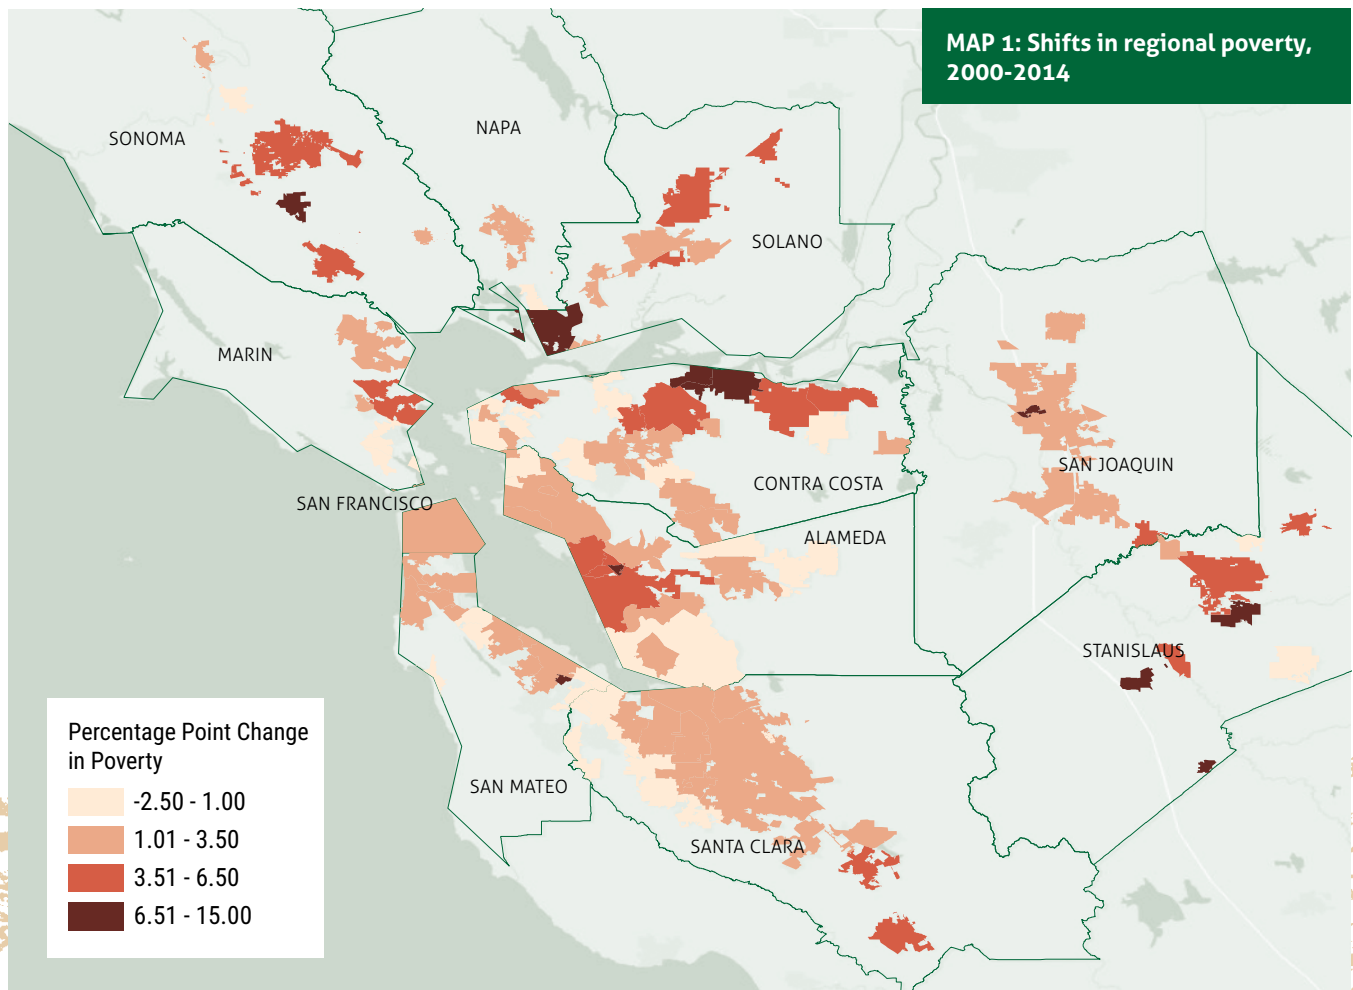 MAP 1: Shifts in regional poverty,
2000-2014
SONOMA
NAPA
SOLANO
MARIN
SAN FRANCISCO
CONTRA COSTA
SAN JOAQUIN
ALAMEDA
STANISLAUS
SAN MATEO
SANTA CLARA
Percentage Point Change
in Poverty
-2.50 - 1.00
1.01 - 3.50
3.51 - 6.50
6.51 - 15.00